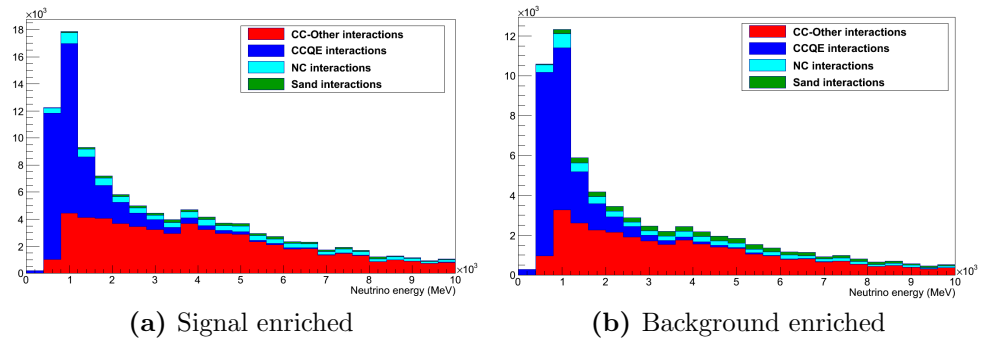 ×10³
18
16
14
12
10
8
6
4
2
0
CC-Other interactions
CCQE interactions
NC interactions
Sand interactions
0 1 2 3 4 5 6 7 8 9 10
×10³
Neutrino energy (MeV)
(a) Signal enriched
×10³
12
10
8
6
4
2
0
CC-Other interactions
CCQE interactions
NC interactions
Sand interactions
0 1 2 3 4 5 6 7 8 9 10
×10³
Neutrino energy (MeV)
(b) Background enriched